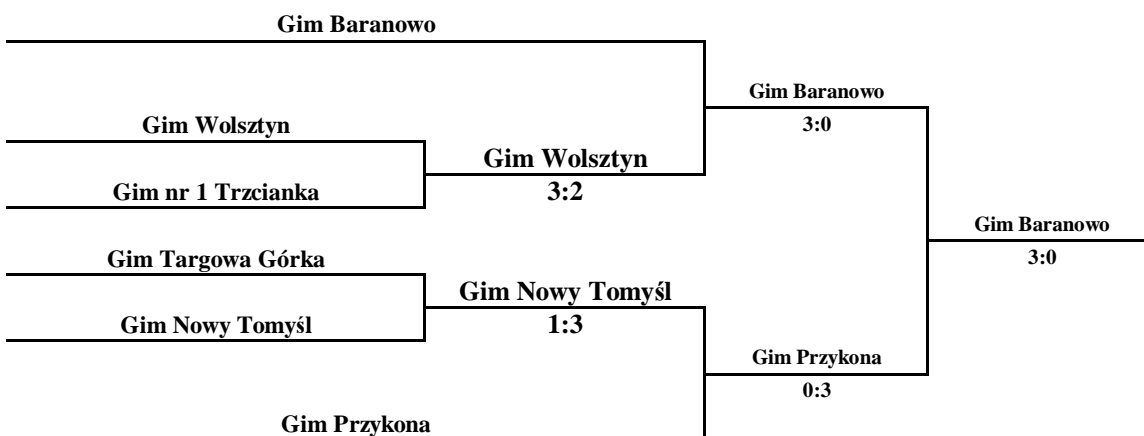 Gim Baranowo
Gim Baranowo
3:0
Gim Wolsztyn
Gim Wolsztyn
3:2
Gim nr 1 Trzcianka
Gim Baranowo
3:0
Gim Targowa Górka
Gim Nowy Tomyśl
1:3
Gim Nowy Tomyśl
Gim Przykona
0:3
Gim Przykona